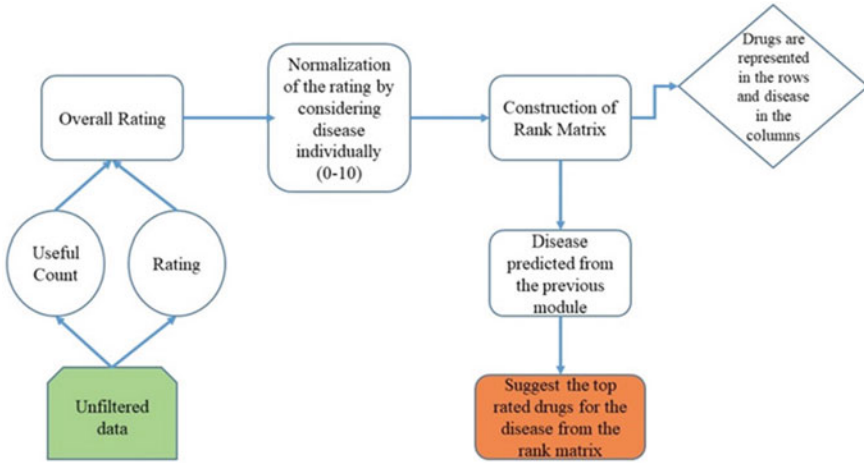 Overall Rating
Normalization
of the rating by
considering
disease
individually
(0-10)
Construction of
Rank Matrix
Drugs are
represented
in the rows
and disease
in the
columns
Useful
Count
Rating
Disease
predicted from
the previous
module
Unfiltered
data
Suggest the top
rated drugs for the
disease from the
rank matrix